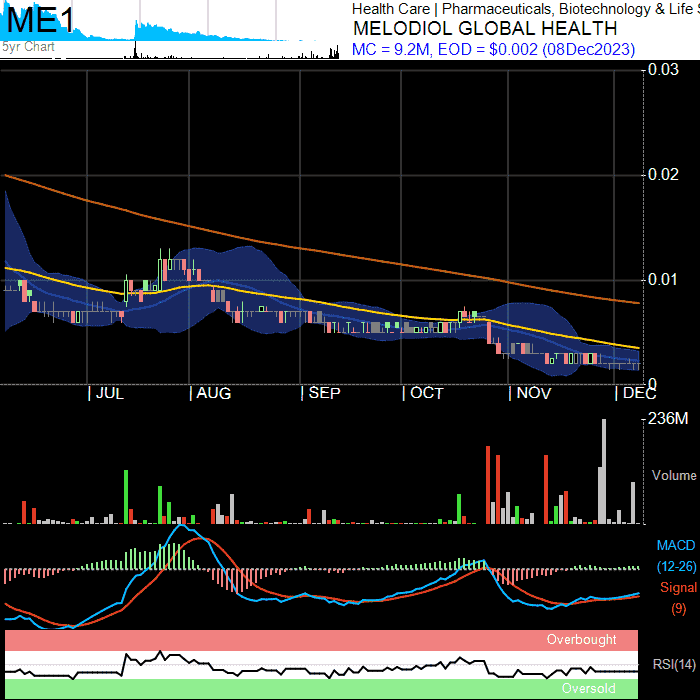 ME1
5yr Chart
Health Care | Pharmaceuticals, Biotechnology & Life S
MELODIOL GLOBAL HEALTH
MC = 9.2M, EOD = $0.002 (08Dec2023)
0.03
0.02
0.01
0
| JUL | AUG | SEP | OCT | NOV | DEC
236M
Volume
MACD
(12-26)
Signal
(9)
Overbought
RSI(14)
Oversold